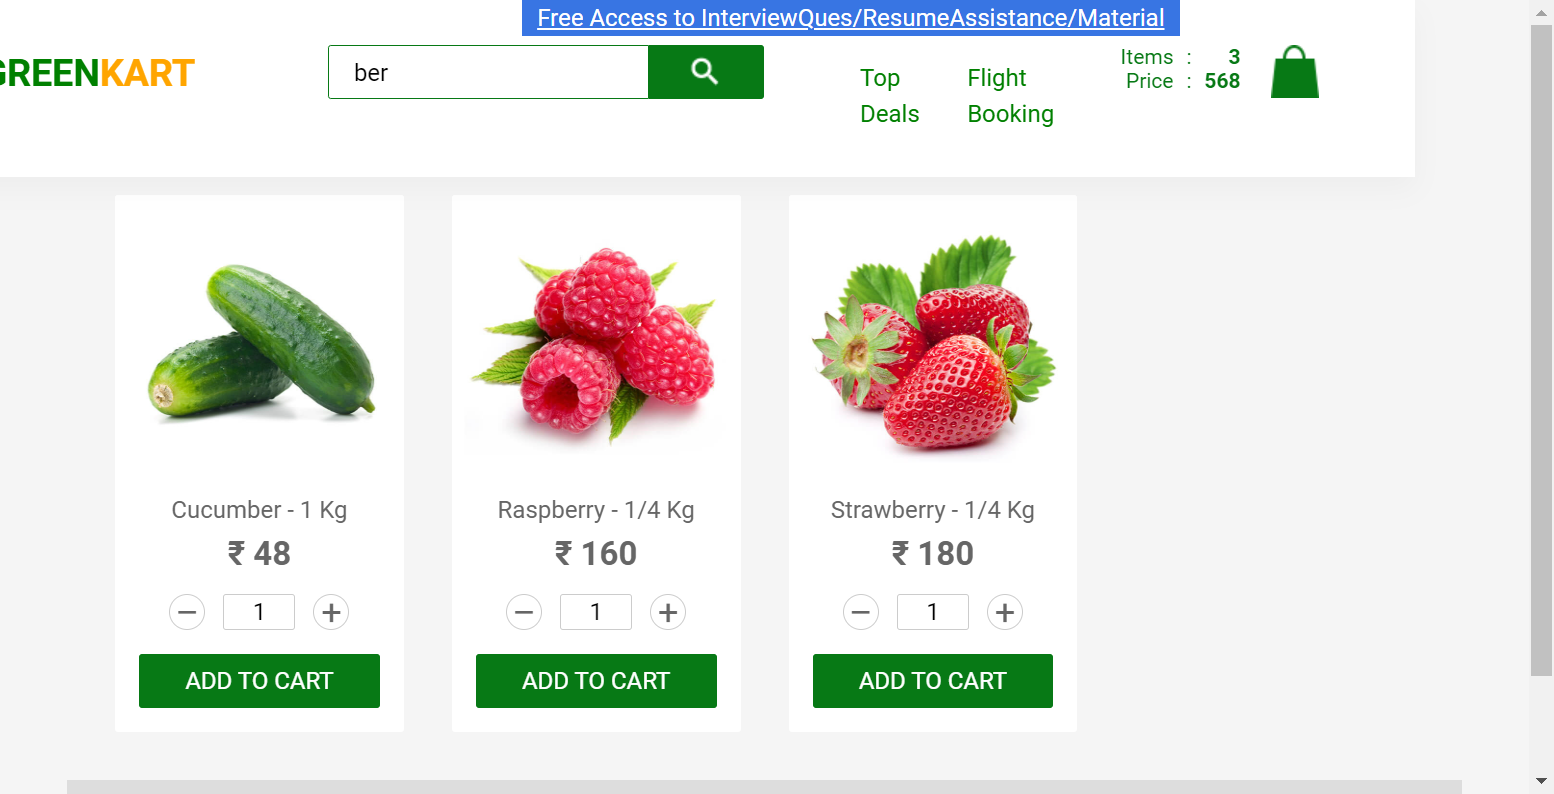 Free Access to InterviewQues/ResumeAssistance/Material
GREENKART
ber
Top Deals
Flight Booking
Items : 3
Price : 568
Cucumber - 1 Kg
₹ 48
− 1 +
ADD TO CART
Raspberry - 1/4 Kg
₹ 160
− 1 +
ADD TO CART
Strawberry - 1/4 Kg
₹ 180
− 1 +
ADD TO CART